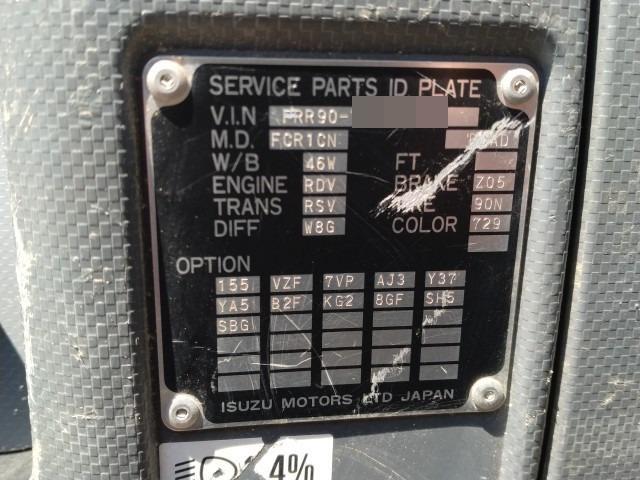 SERVICE PARTS ID PLATE
V.I.N FRR90-
M.D. FCR1CN
W/B 46W FT
ENGINE RDV BRAKE Z05
TRANS RSV 90N
DIFF W8G COLOR 729
OPTION
155 VZF 7VP AJ3 Y37
YA5 B2F KG2 8GF SH5
SBG
ISUZU MOTORS LTD JAPAN
4%